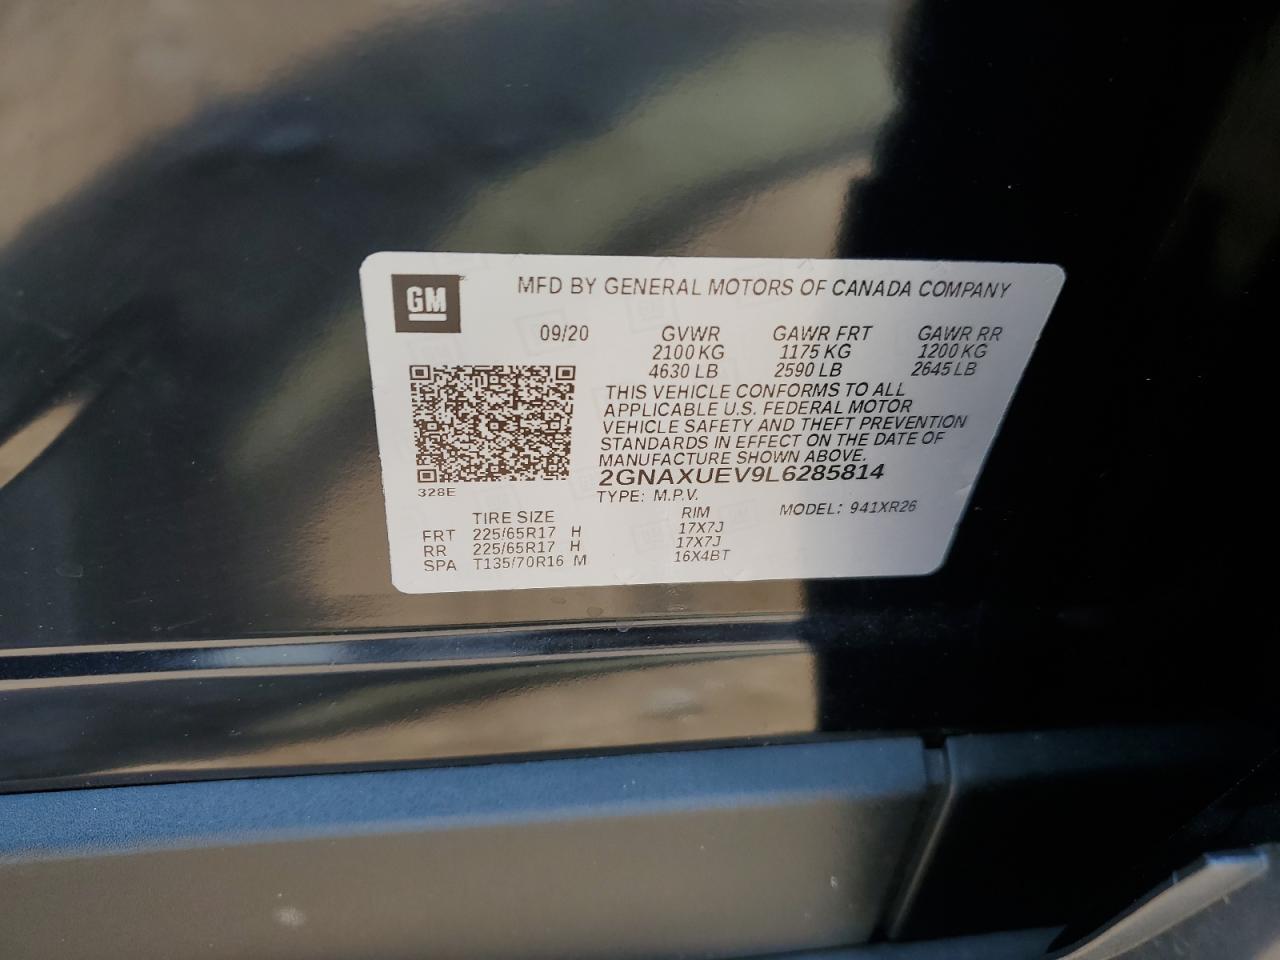 GM
MFD BY GENERAL MOTORS OF CANADA COMPANY
09/20 GVWR GAWR FRT GAWR RR
2100 KG 1175 KG 1200 KG
4630 LB 2590 LB 2645 LB
THIS VEHICLE CONFORMS TO ALL
APPLICABLE U.S. FEDERAL MOTOR
VEHICLE SAFETY AND THEFT PREVENTION
STANDARDS IN EFFECT ON THE DATE OF
MANUFACTURE SHOWN ABOVE.
2GNAXUEV9L6285814
328E
TYPE: M.P.V. MODEL: 941XR26
TIRE SIZE RIM
FRT 225/65R17 H 17X7J
RR 225/65R17 H 17X7J
SPA T135/70R16 M 16X4BT